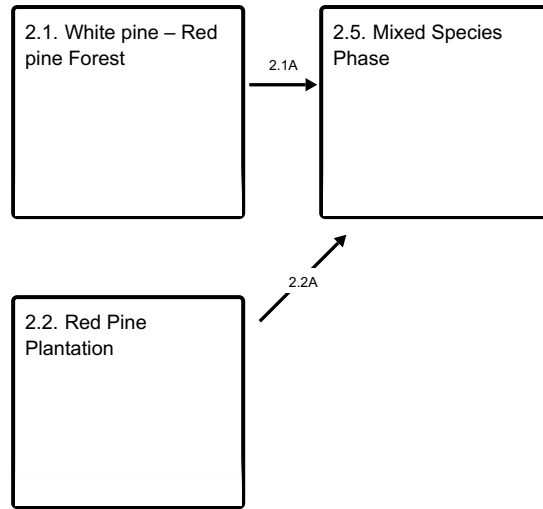 2.1. White pine – Red
pine Forest
2.1A
2.5. Mixed Species
Phase
2.2A
2.2. Red Pine
Plantation